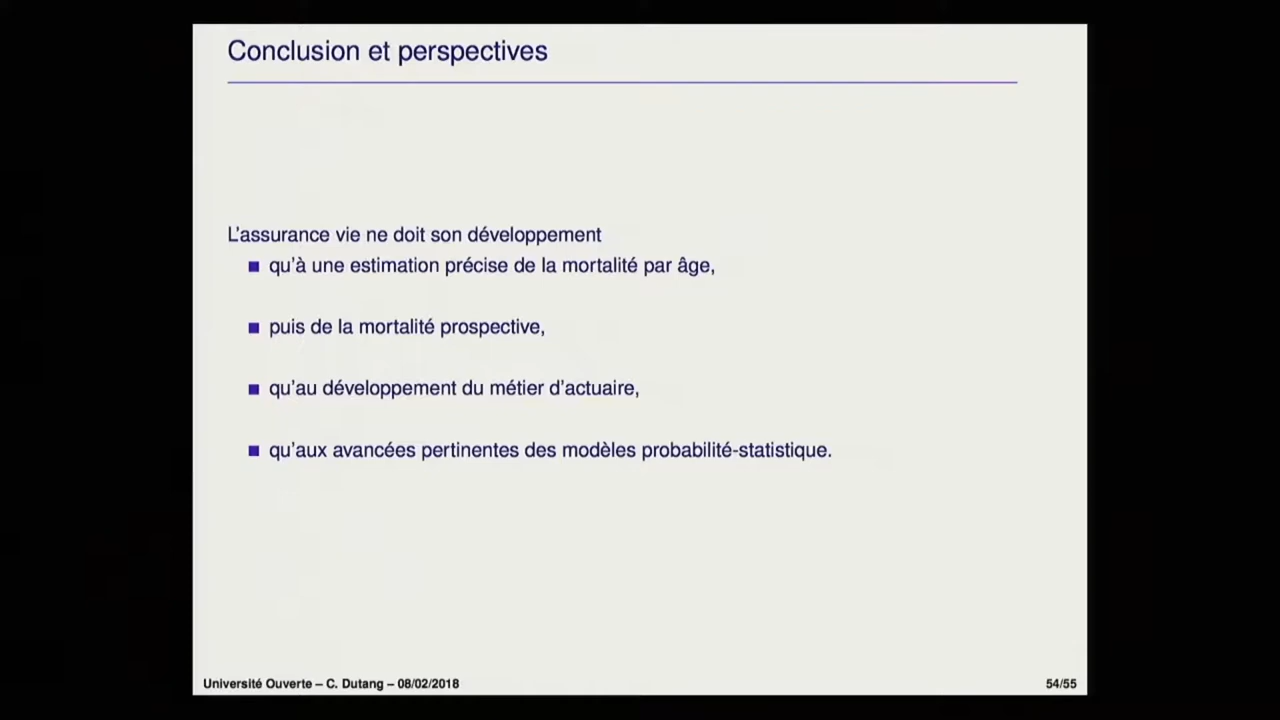 Conclusion et perspectives
L'assurance vie ne doit son développement
qu'à une estimation précise de la mortalité par âge,
puis de la mortalité prospective,
qu'au développement du métier d'actuaire,
qu'aux avancées pertinentes des modèles probabilité-statistique.
Université Ouverte – C. Dutang – 08/02/2018
54/55